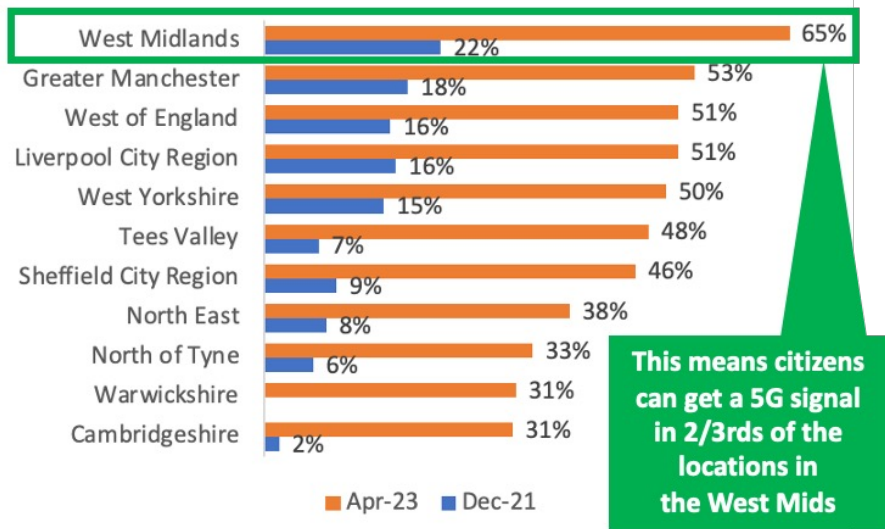 West Midlands 65%
22%
Greater Manchester 53%
18%
West of England 51%
16%
Liverpool City Region 51%
16%
West Yorkshire 50%
15%
Tees Valley 48%
7%
Sheffield City Region 46%
9%
North East 38%
8%
North of Tyne 33%
6%
Warwickshire 31%
Cambridgeshire 31%
2%
Apr-23 Dec-21
This means citizens
can get a 5G signal
in 2/3rds of the
locations in
the West Mids